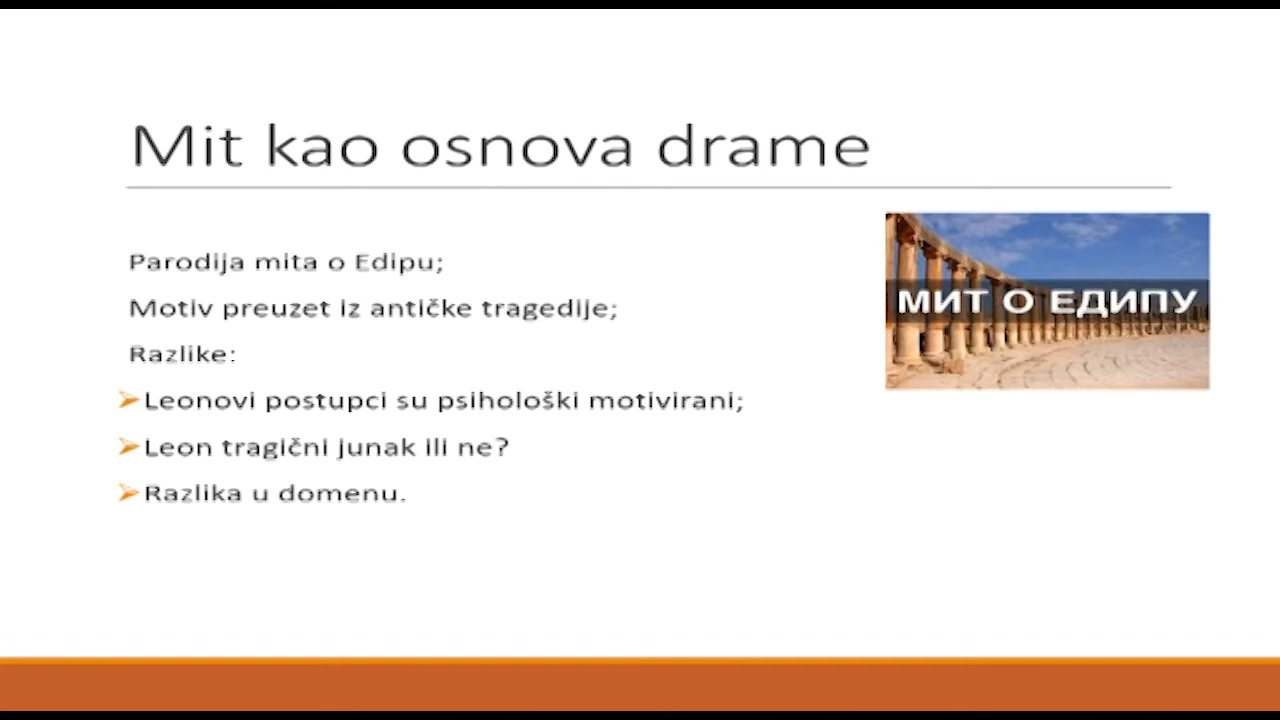 Mit kao osnova drame
Parodija mita o Edipu;
Motiv preuzet iz antičke tragedije;
Razlike:
Leonovi postupci su psihološki motivirani;
Leon tragični junak ili ne?
Razlika u domenu.
МИТ О ЕДИПУ